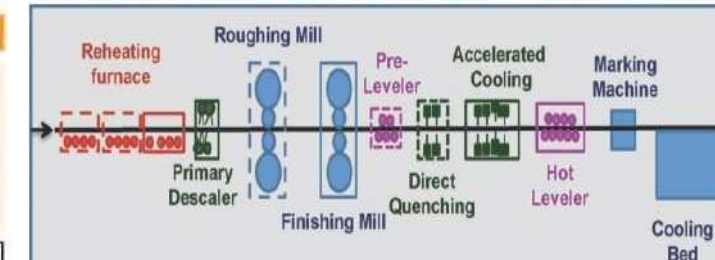 Reheating
furnace
Primary
Descaler
Roughing Mill
Finishing Mill
Pre-
Leveler
Direct
Quenching
Accelerated
Cooling
Hot
Leveler
Marking
Machine
Cooling
Bed